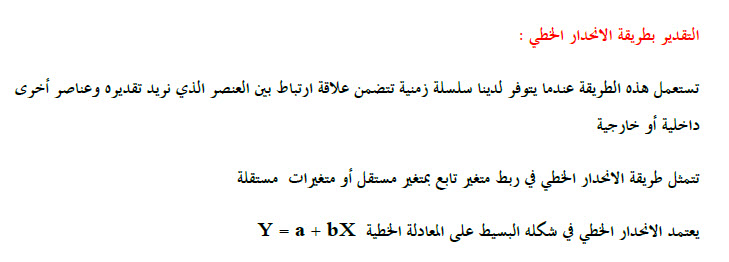 التقدير بطريقة الانحدار الخطي :
تستعمل هذه الطريقة عندما يتوفر لدينا سلسلة زمنية تتضمن علاقة ارتباط بين العنصر الذي نريد تقديره وعناصر أخرى
داخلية أو خارجية
تتمثل طريقة الانحدار الخطي في ربط متغير تابع بمتغير مستقل أو متغيرات مستقلة
يعتمد الانحدار الخطي في شكله البسيط على المعادلة الخطية Y = a + bX